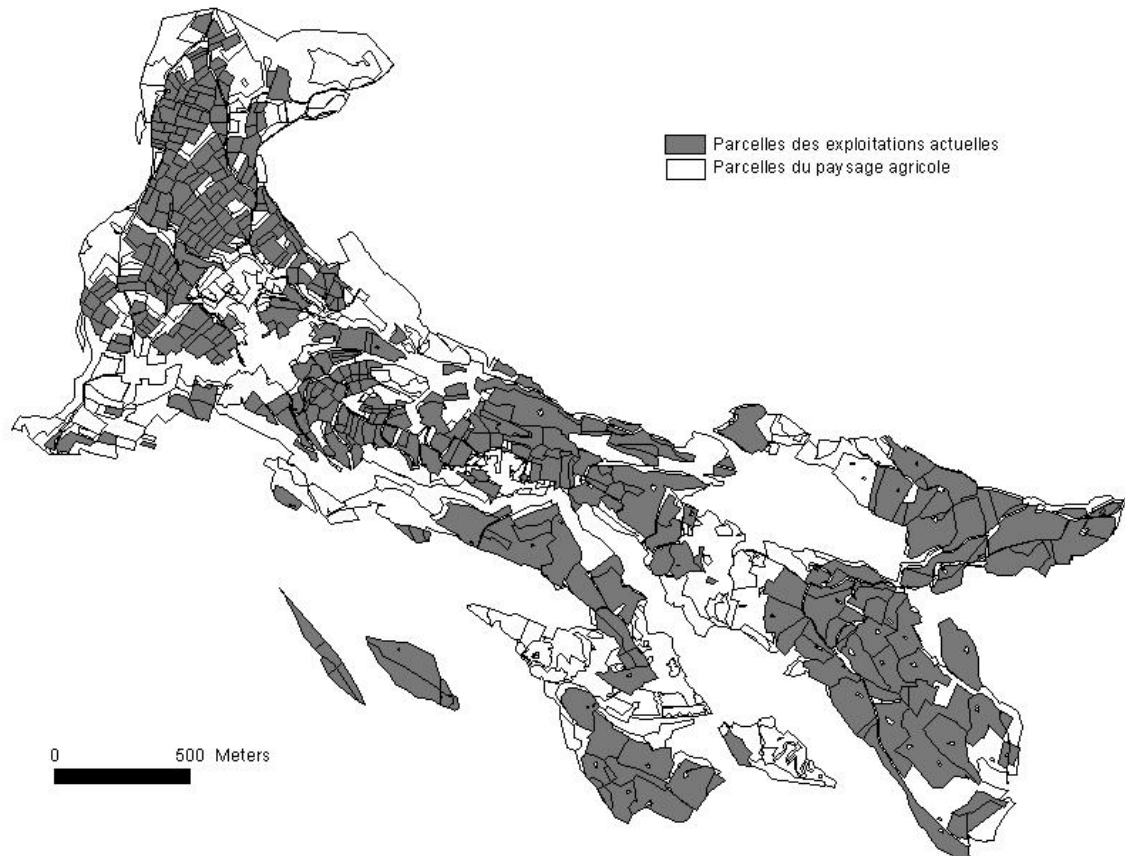 Parcelles des exploitations actuelles
Parcelles du paysage agricole
0 500 Meters